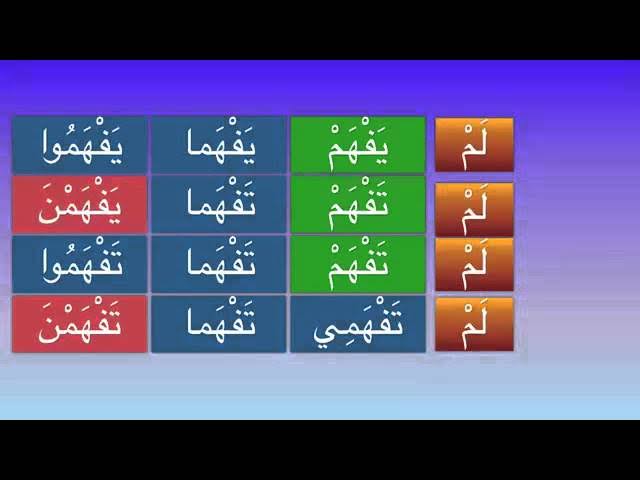 لَمْ يَفْهَمْ يَفْهَما يَفْهَمُوا
لَمْ تَفْهَمْ تَفْهَما يَفْهَمْنَ
لَمْ تَفْهَمْ تَفْهَما تَفْهَمُوا
لَمْ تَفْهَمِي تَفْهَما تَفْهَمْنَ